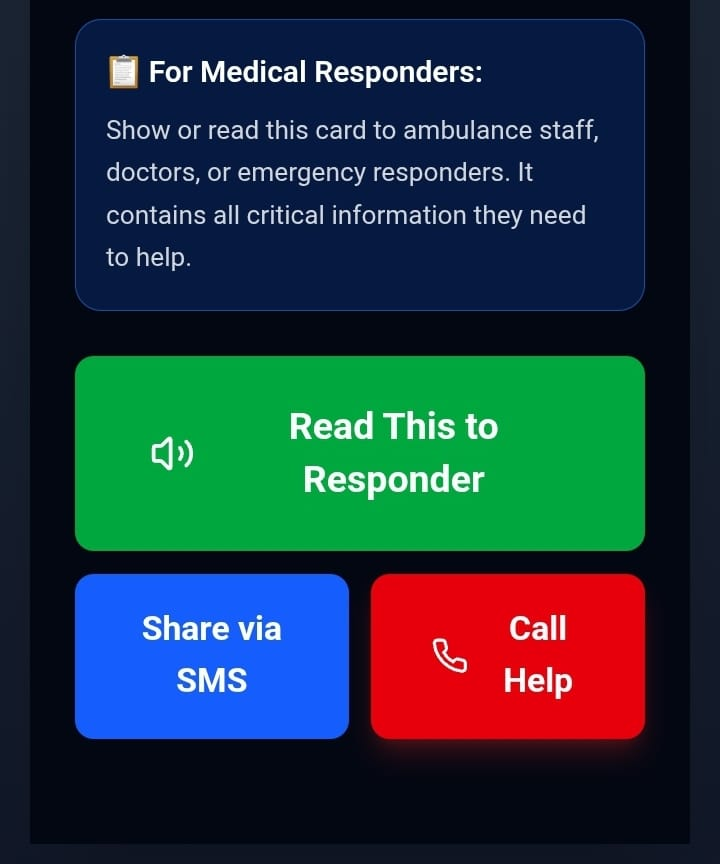 📋 For Medical Responders:
Show or read this card to ambulance staff,
doctors, or emergency responders. It
contains all critical information they need
to help.
Read This to
Responder
Share via
SMS
Call
Help